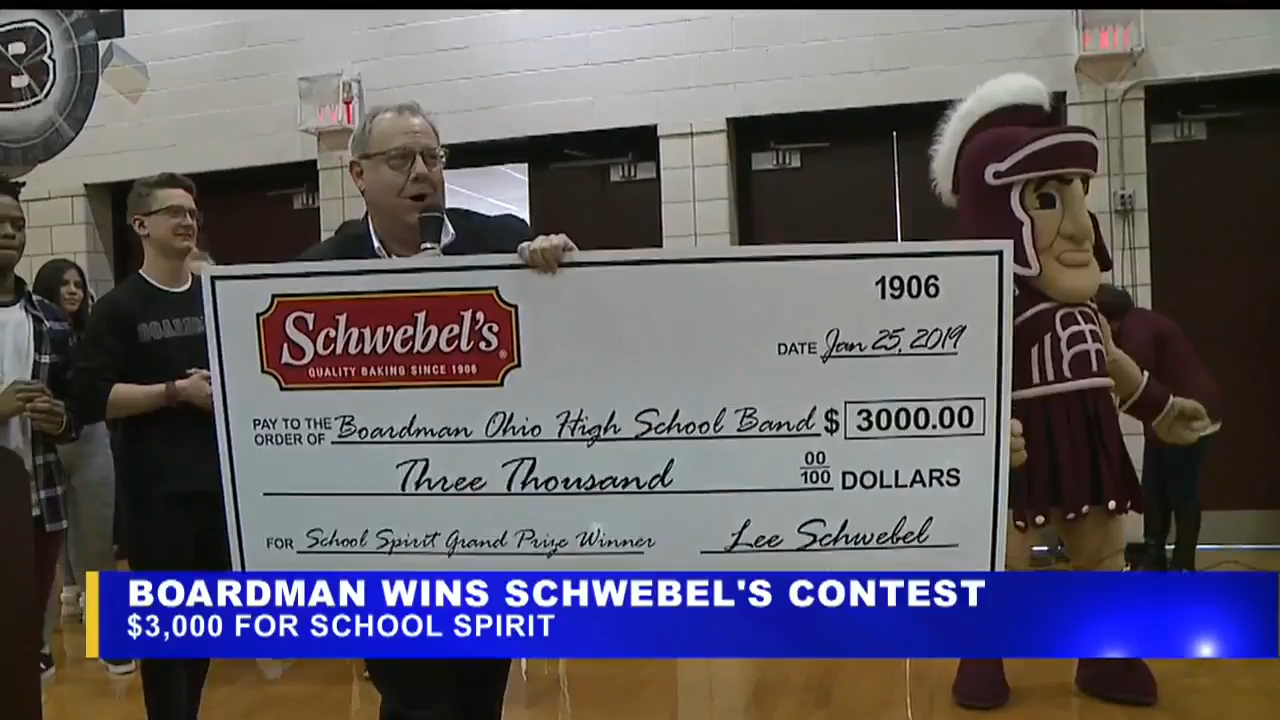 B
Schwebel's®
QUALITY BAKING SINCE 1906
1906
DATE Jan 25, 2019
PAY TO THE
ORDER OF Boardman Ohio High School Band $ 3000.00
Three Thousand 00/100 DOLLARS
FOR School Spirit Grand Prize Winner Lee Schwebel
BOARDMAN WINS SCHWEBEL'S CONTEST
$3,000 FOR SCHOOL SPIRIT